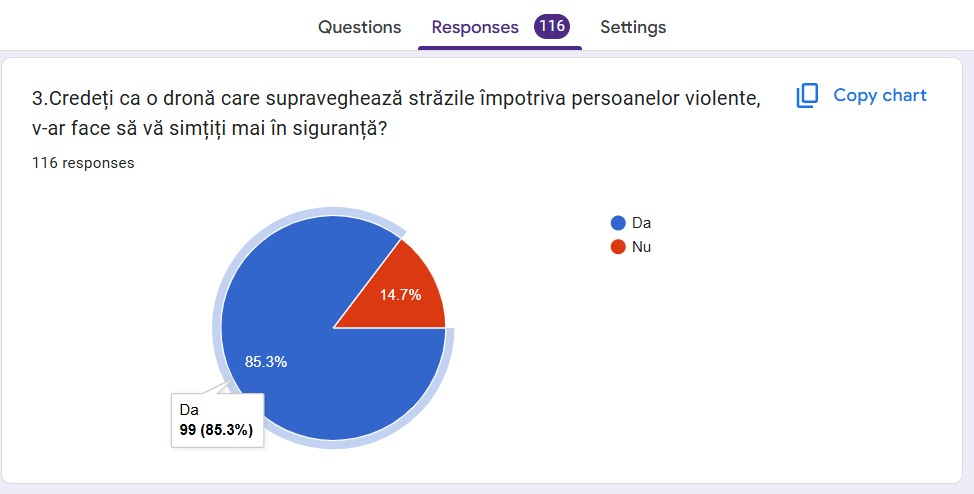 Questions
Responses 116
Settings
3.Credeți ca o dronă care supraveghează străzile împotriva persoanelor violente,
v-ar face să vă simțiți mai în siguranță?
Copy chart
116 responses
Da
Nu
14.7%
85.3%
Da
99 (85.3%)